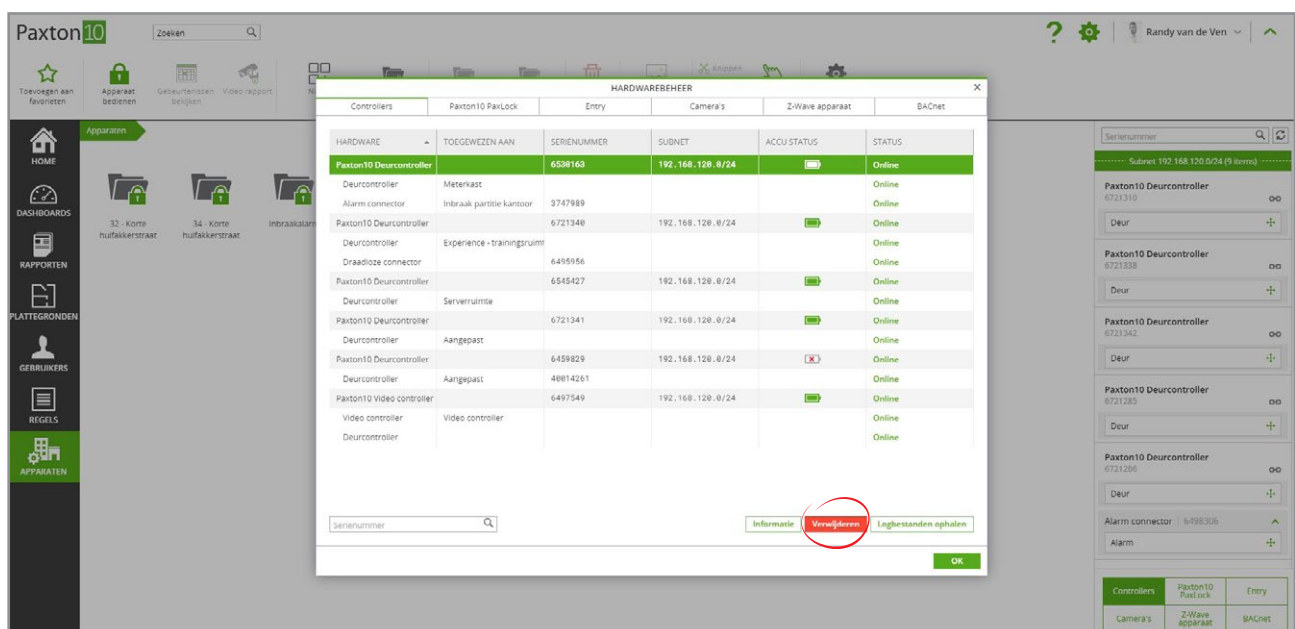 Paxton10
Zoeken
Randy van de Ven
Toevoegen aan favorieten
Apparaat bedienen
Gebeurtenissen bekijken
Video rapport
Knippen
HOME
DASHBOARDS
RAPPORTEN
PLATTEGRONDEN
GEBRUIKERS
REGELS
APPARATEN
Apparaten
32 - Korte huifakkerstraat
34 - Korte huifakkerstraat
HARDWAREBEHEER
Controllers Paxton10 PaxLock Entry Camera's Z-Wave apparaat BACnet
HARDWARE TOEGEWEZEN AAN SERIENUMMER SUBNET ACCU STATUS STATUS
Paxton10 Deurcontroller 6530163 192.168.120.0/24 Online
Deurcontroller Meterkast Online
Alarm connector Inbraak partitie kantoor 3747989 Online
Paxton10 Deurcontroller 6721340 192.168.120.0/24 Online
Deurcontroller Experience - trainingsruimt Online
Draadloze connector 6495956 Online
Paxton10 Deurcontroller 6545427 192.168.120.0/24 Online
Deurcontroller Serverruimte Online
Paxton10 Deurcontroller 6721341 192.168.120.0/24 Online
Deurcontroller Aangepast Online
Paxton10 Deurcontroller 6459829 192.168.120.0/24 Online
Deurcontroller Aangepast 40014261 Online
Paxton10 Video controller 6497549 192.168.120.0/24 Online
Video controller Video controller Online
Deurcontroller Online
Serienummer
Informatie Verwijderen Logbestanden ophalen
OK
Serienummer
Subnet 192.168.120.0/24 (9 items)
Paxton10 Deurcontroller
6721310
Deur
Paxton10 Deurcontroller
6721338
Deur
Paxton10 Deurcontroller
6721342
Deur
Paxton10 Deurcontroller
6721285
Deur
Paxton10 Deurcontroller
6721286
Deur
Alarm connector | 6498306
Alarm
Controllers Paxton10 PaxLock Entry
Camera's Z-Wave apparaat BACnet